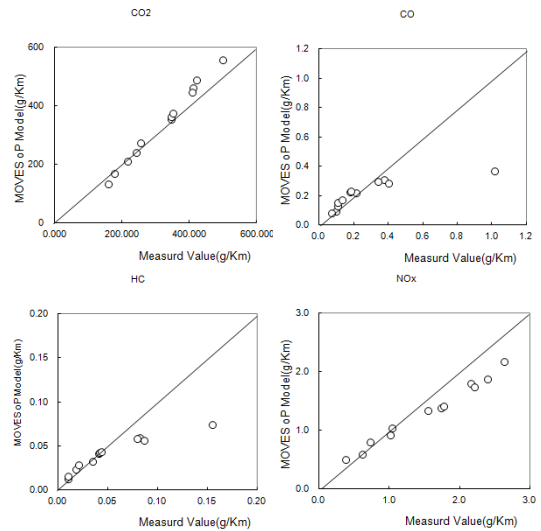 CO2
MOVES oP Model(g/Km)
600
400
200
0
0.000 200.000 400.000 600.000
Measurd Value(g/Km)
CO
MOVES oP Model(g/Km)
1.2
1.0
0.8
0.6
0.4
0.2
0.0
0.0 0.2 0.4 0.6 0.8 1.0 1.2
Measurd Value(g/Km)
HC
MOVES oP Model(g/Km)
0.20
0.15
0.10
0.05
0.00
0.00 0.05 0.10 0.15 0.20
Measurd Value(g/Km)
NOx
MOVES oP Model(g/Km)
3.0
2.0
1.0
0.0
0.0 1.0 2.0 3.0
Measurd Value(g/Km)